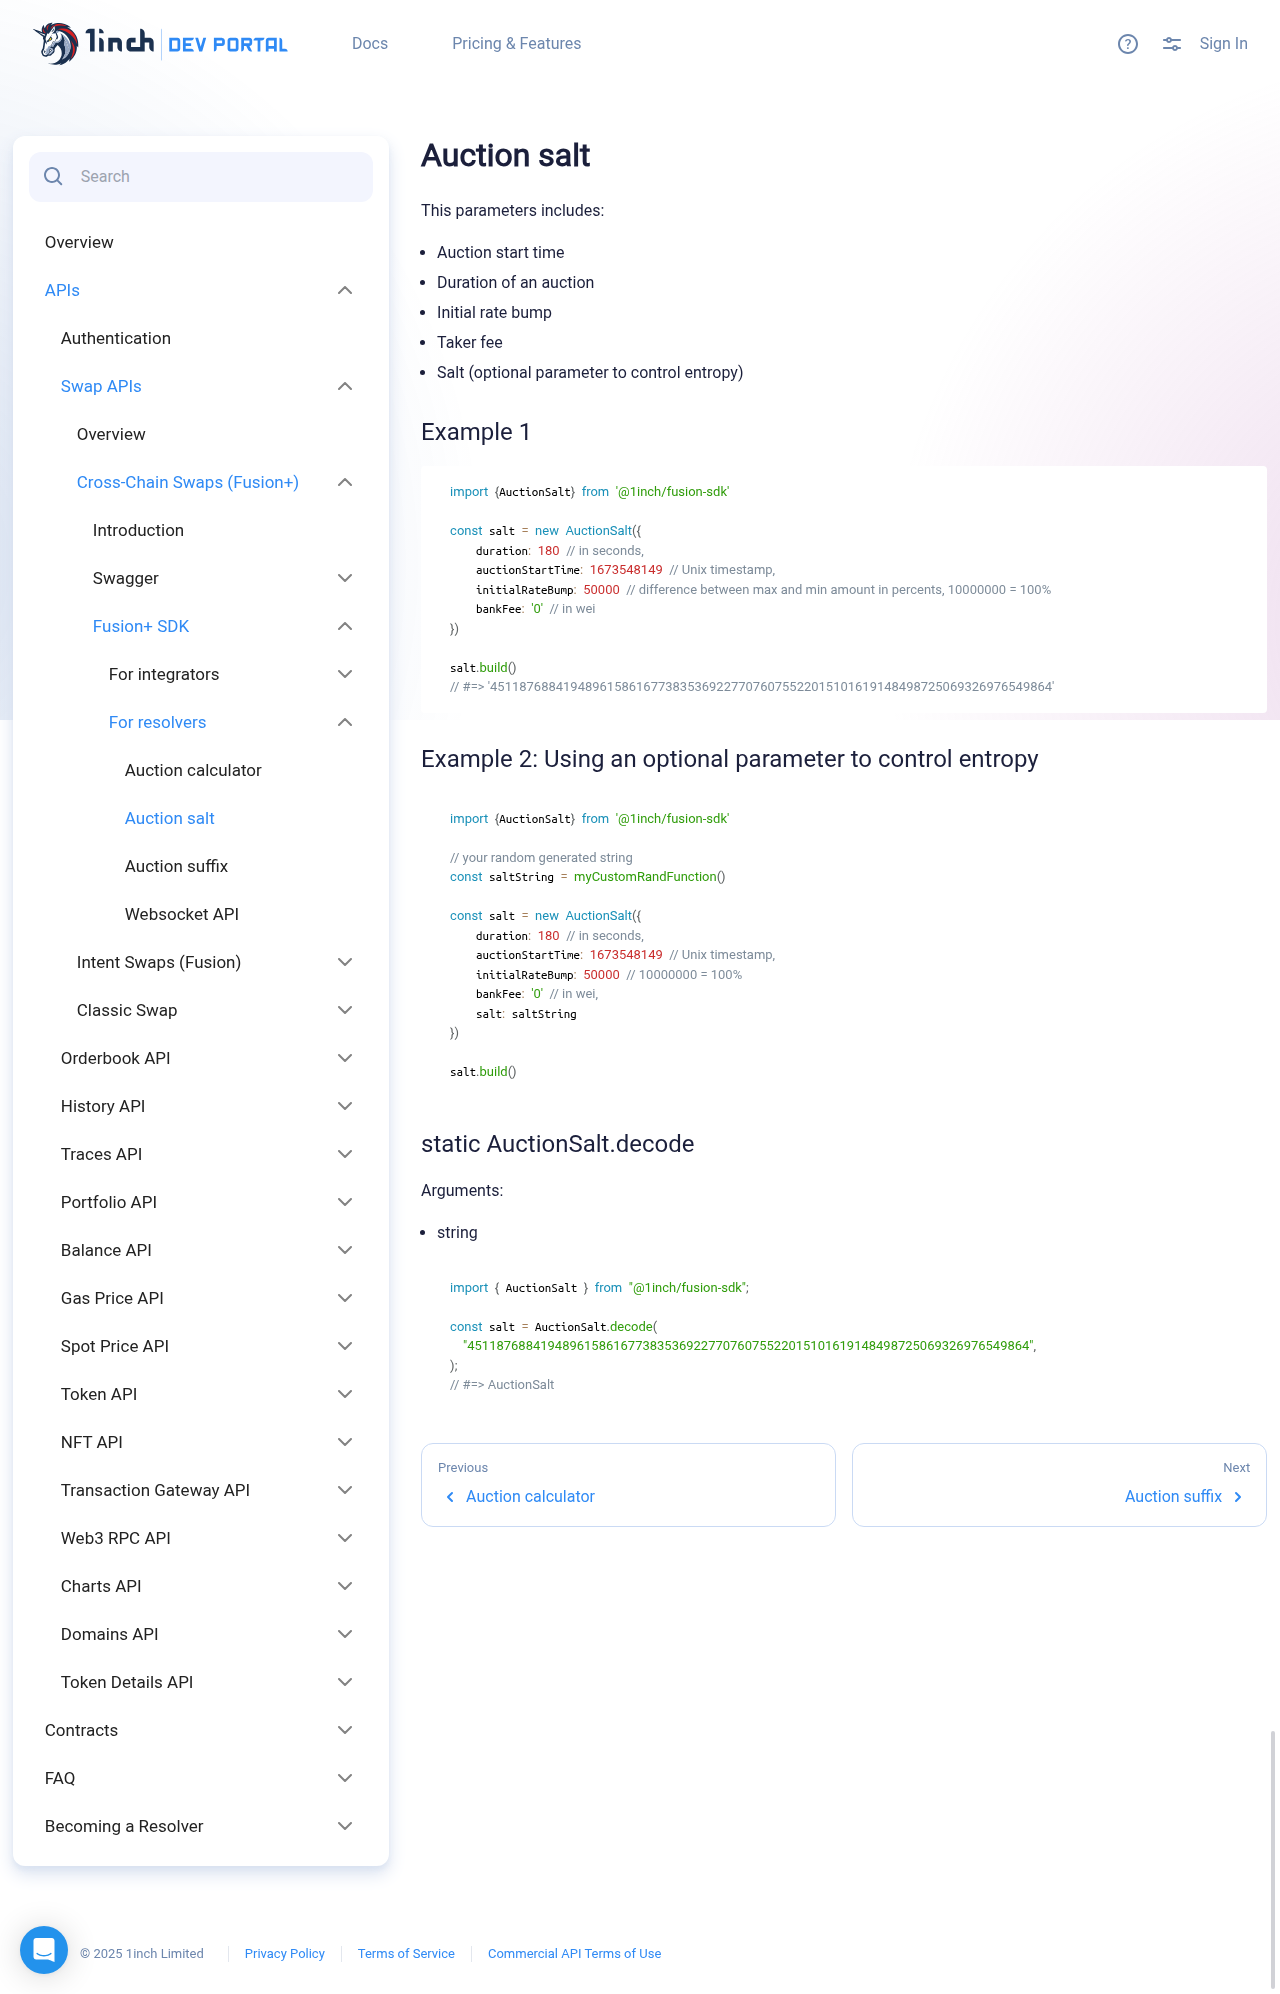 1inch DEV PORTAL
Docs
Pricing & Features
Sign In
Search
Overview
APIs
Authentication
Swap APIs
Overview
Cross-Chain Swaps (Fusion+)
Introduction
Swagger
Fusion+ SDK
For integrators
For resolvers
Auction calculator
Auction salt
Auction suffix
Websocket API
Intent Swaps (Fusion)
Classic Swap
Orderbook API
History API
Traces API
Portfolio API
Balance API
Gas Price API
Spot Price API
Token API
NFT API
Transaction Gateway API
Web3 RPC API
Charts API
Domains API
Token Details API
Contracts
FAQ
Becoming a Resolver
Auction salt
This parameters includes:
• Auction start time
• Duration of an auction
• Initial rate bump
• Taker fee
• Salt (optional parameter to control entropy)
Example 1
import {AuctionSalt} from '@1inch/fusion-sdk'
const salt = new AuctionSalt({
duration: 180 // in seconds,
auctionStartTime: 1673548149 // Unix timestamp,
initialRateBump: 50000 // difference between max and min amount in percents, 10000000 = 100%
bankFee: '0' // in wei
})
salt.build()
// #=> '45118768841948961586167738353692277076075522015101619148498725069326976549864'
Example 2: Using an optional parameter to control entropy
import {AuctionSalt} from '@1inch/fusion-sdk'
// your random generated string
const saltString = myCustomRandFunction()
const salt = new AuctionSalt({
duration: 180 // in seconds,
auctionStartTime: 1673548149 // Unix timestamp,
initialRateBump: 50000 // 10000000 = 100%
bankFee: '0' // in wei,
salt: saltString
})
salt.build()
static AuctionSalt.decode
Arguments:
• string
import { AuctionSalt } from "@1inch/fusion-sdk";
const salt = AuctionSalt.decode(
"45118768841948961586167738353692277076075522015101619148498725069326976549864",
);
// #=> AuctionSalt
Previous
Auction calculator
Next
Auction suffix
© 2025 1inch Limited
Privacy Policy
Terms of Service
Commercial API Terms of Use